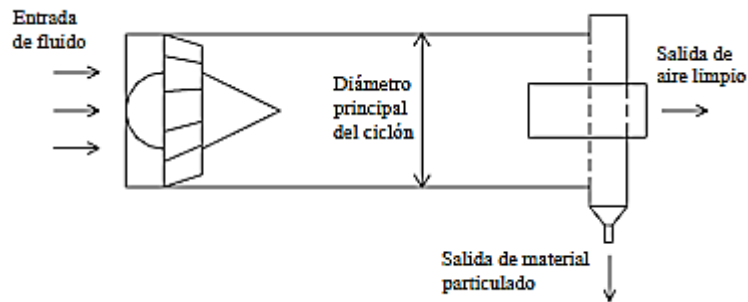 Entrada
de fluido
Diámetro
principal
del ciclón
Salida de
aire limpio
Salida de material
particulado